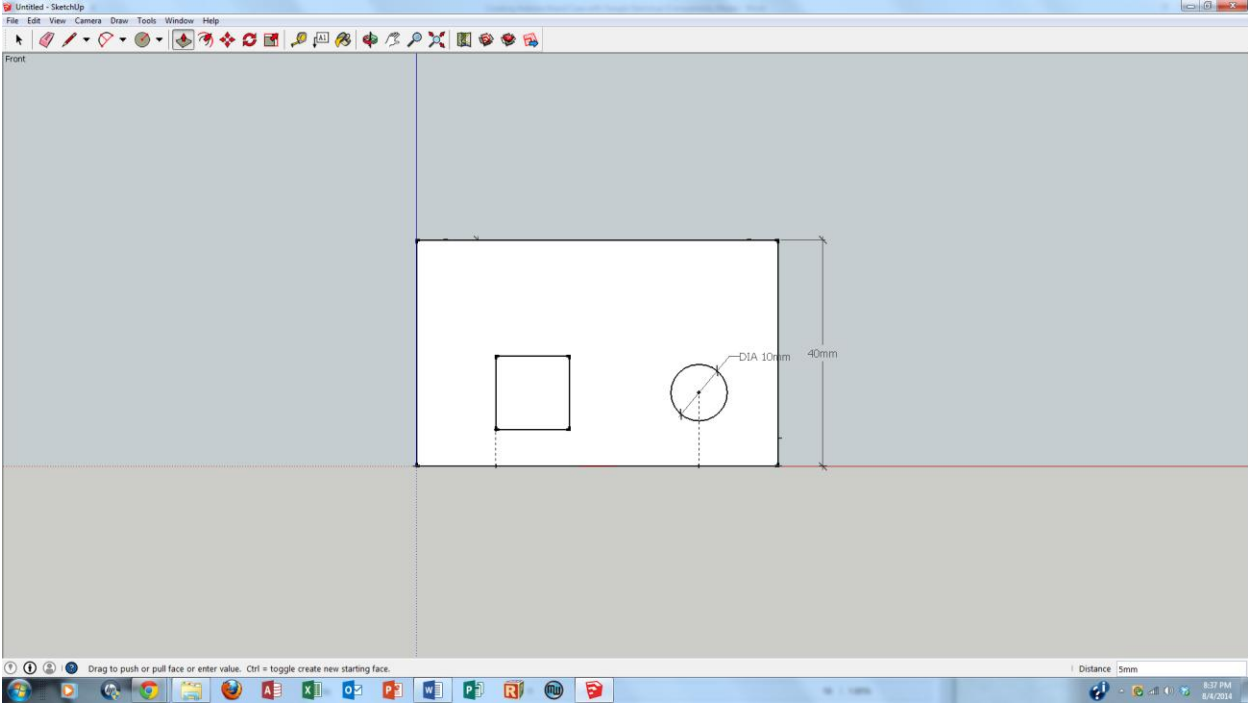 Untitled - SketchUp
File Edit View Camera Draw Tools Window Help
A1
Front
DIA 10mm
40mm
Drag to push or pull face or enter value. Ctrl = toggle create new starting face.
Distance 5mm
8:37 PM
8/4/2014